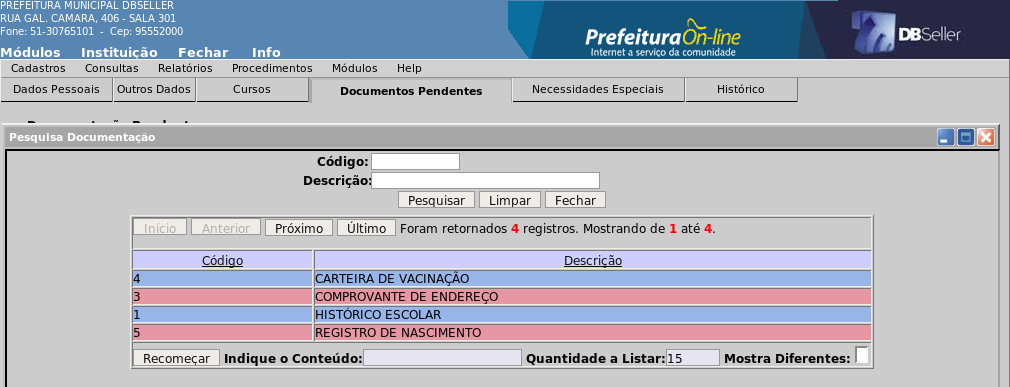 PREFEITURA MUNICIPAL DBSELLER
RUA GAL. CAMARA, 406 - SALA 301
Fone: 51-30765101 - Cep: 95552000
Prefeitura On-line
Internet a serviço da comunidade
DBSeller
Módulos Instituição Fechar Info
Cadastros Consultas Relatórios Procedimentos Módulos Help
Dados Pessoais Outros Dados Cursos Documentos Pendentes Necessidades Especiais Histórico
Pesquisa Documentação
Código:
Descrição:
Pesquisar Limpar Fechar
Início Anterior Próximo Último Foram retornados 4 registros. Mostrando de 1 até 4.
Código Descrição
4 CARTEIRA DE VACINAÇÃO
3 COMPROVANTE DE ENDEREÇO
1 HISTÓRICO ESCOLAR
5 REGISTRO DE NASCIMENTO
Recomeçar Indique o Conteúdo: Quantidade a Listar: 15 Mostra Diferentes: